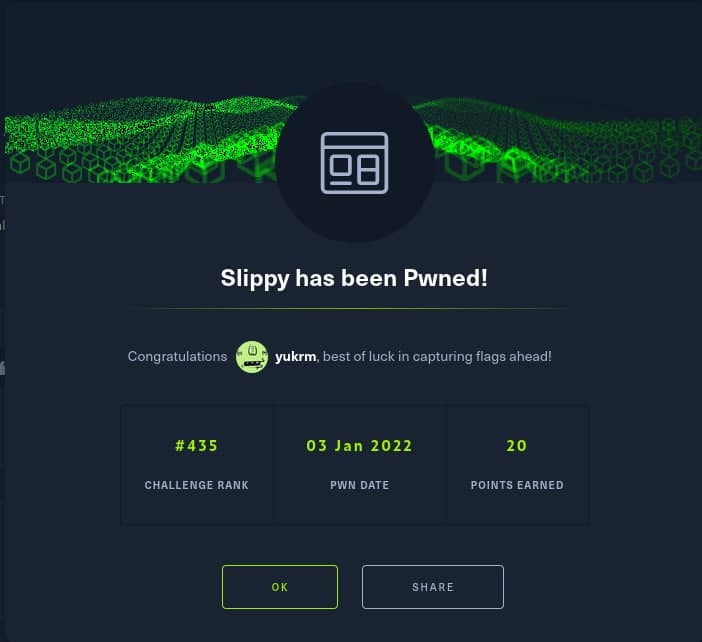 Slippy has been Pwned!
Congratulations yukrm, best of luck in capturing flags ahead!
#435 03 Jan 2022 20
CHALLENGE RANK PWN DATE POINTS EARNED
OK SHARE